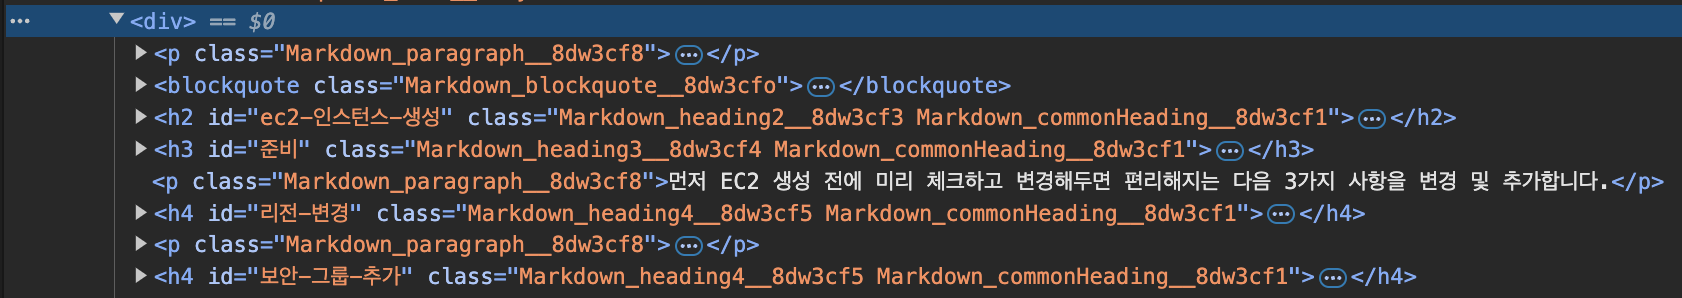 <div> == $0
<p class="Markdown_paragraph__8dw3cf8">…</p>
<blockquote class="Markdown_blockquote__8dw3cfo">…</blockquote>
<h2 id="ec2-인스턴스-생성" class="Markdown_heading2__8dw3cf3 Markdown_commonHeading__8dw3cf1">…</h2>
<h3 id="준비" class="Markdown_heading3__8dw3cf4 Markdown_commonHeading__8dw3cf1">…</h3>
<p class="Markdown_paragraph__8dw3cf8">먼저 EC2 생성 전에 미리 체크하고 변경해두면 편리해지는 다음 3가지 사항을 변경 및 추가합니다.</p>
<h4 id="리전-변경" class="Markdown_heading4__8dw3cf5 Markdown_commonHeading__8dw3cf1">…</h4>
<p class="Markdown_paragraph__8dw3cf8">…</p>
<h4 id="보안-그룹-추가" class="Markdown_heading4__8dw3cf5 Markdown_commonHeading__8dw3cf1">…</h4>